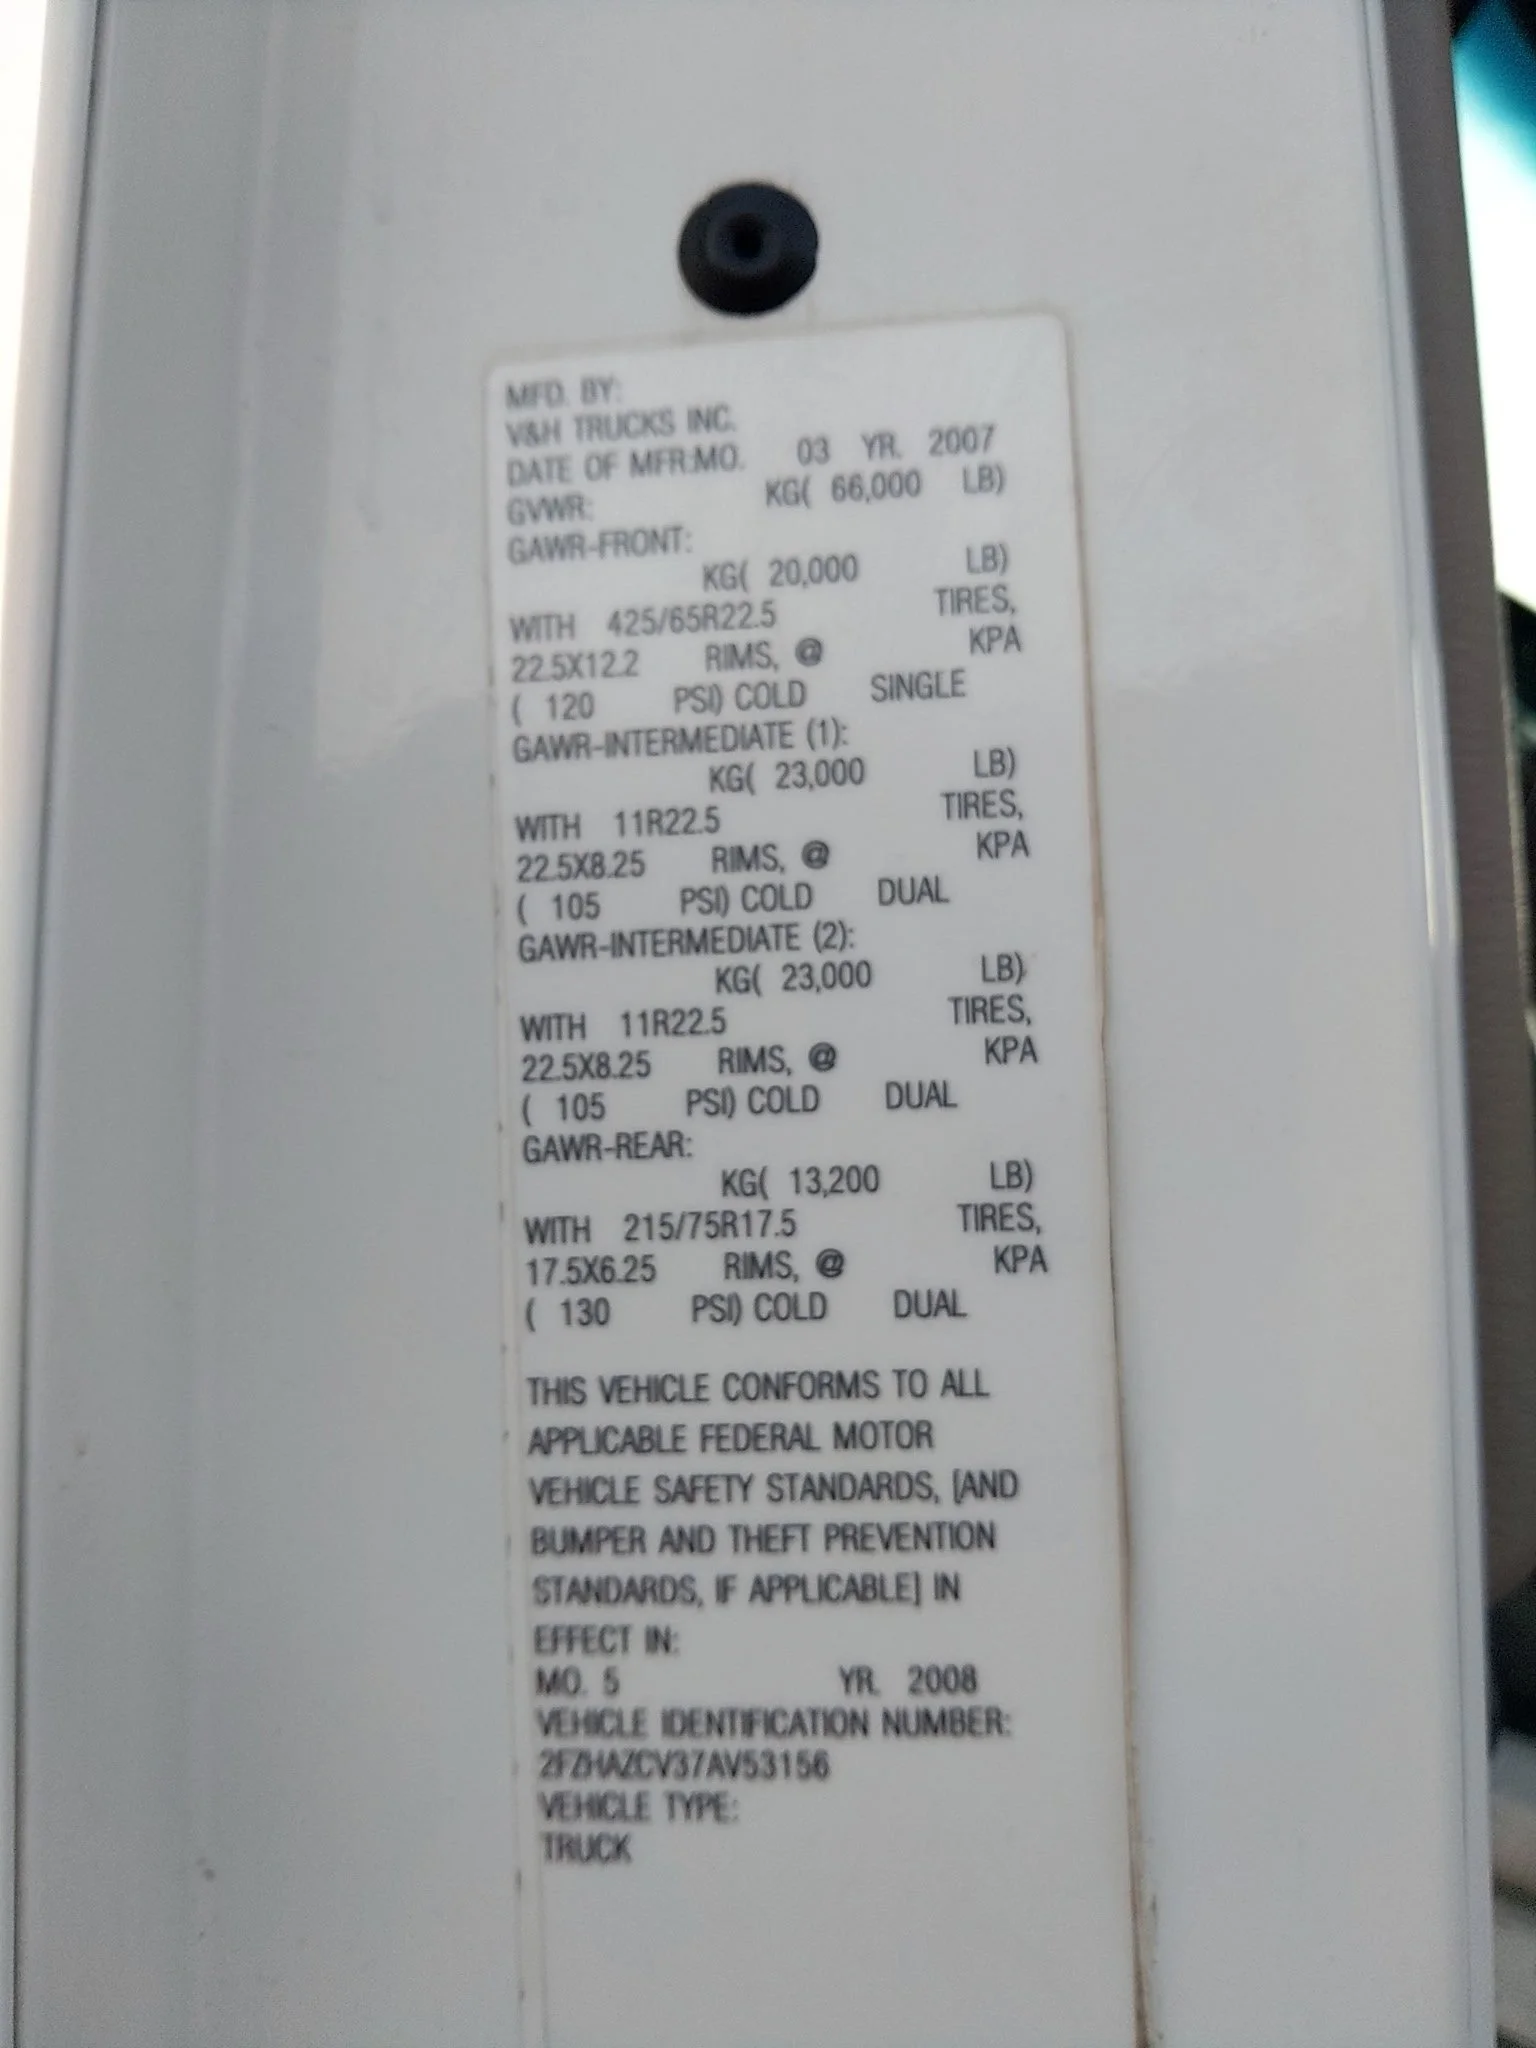 MFD. BY:
V&H TRUCKS INC.
DATE OF MFR:MO. 03 YR. 2007
GVWR: KG( 66,000 LB)
GAWR-FRONT:
KG( 20,000 LB)
WITH 425/65R22.5 TIRES,
22.5X12.2 RIMS, @ KPA
( 120 PSI) COLD SINGLE
GAWR-INTERMEDIATE (1):
KG( 23,000 LB)
WITH 11R22.5 TIRES,
22.5X8.25 RIMS, @ KPA
( 105 PSI) COLD DUAL
GAWR-INTERMEDIATE (2):
KG( 23,000 LB)
WITH 11R22.5 TIRES,
22.5X8.25 RIMS, @ KPA
( 105 PSI) COLD DUAL
GAWR-REAR:
KG( 13,200 LB)
WITH 215/75R17.5 TIRES,
17.5X6.25 RIMS, @ KPA
( 130 PSI) COLD DUAL
THIS VEHICLE CONFORMS TO ALL
APPLICABLE FEDERAL MOTOR
VEHICLE SAFETY STANDARDS, [AND
BUMPER AND THEFT PREVENTION
STANDARDS, IF APPLICABLE] IN
EFFECT IN:
MO. 5 YR. 2008
VEHICLE IDENTIFICATION NUMBER:
2FZHAZCV37AV53156
VEHICLE TYPE:
TRUCK